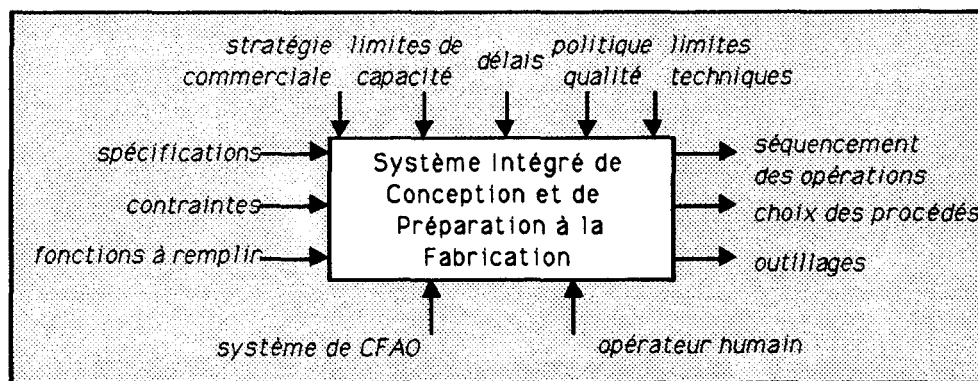 stratégie limites de délais politique limites
commerciale capacité qualité techniques
spécifications
contraintes
fonctions à remplir
Système Intégré de
Conception et de
Préparation à la
Fabrication
séquencement
des opérations
choix des procédés
outillages
système de CFAO opérateur humain